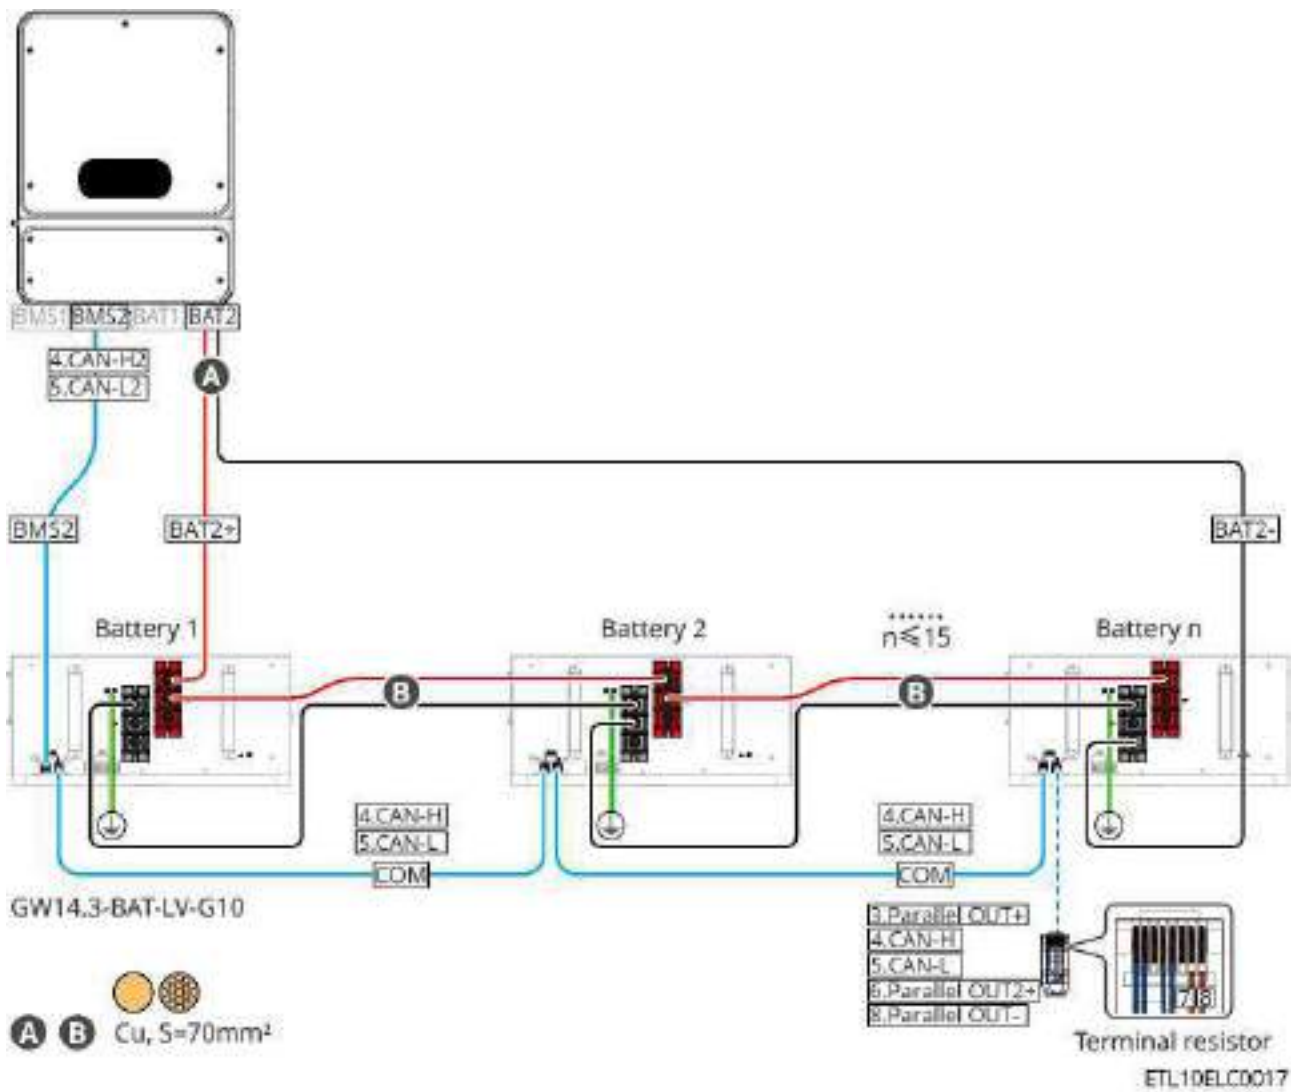 BMS1 BMS2 BAT1 BAT2
4.CAN-H2
5.CAN-L2
A
BMS2 BAT2+ BAT2-
Battery 1 Battery 2 n≤15 Battery n
B B
4.CAN-H 4.CAN-H
5.CAN-L 5.CAN-L
COM COM
GW14.3-BAT-LV-G10
3.Parallel OUT+
4.CAN-H
5.CAN-L
6.Parallel OUT2+
8.Parallel OUT-
7 8
A B Cu, S=70mm²
Terminal resistor
ETL10ELC0017